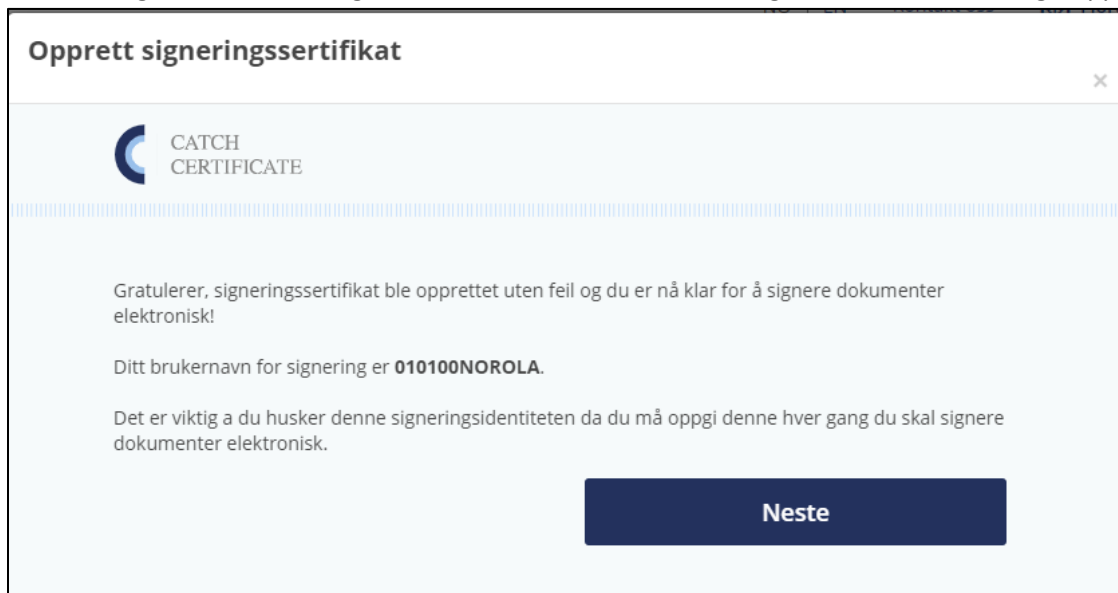 Opprett signeringssertifikat
×
CATCH
CERTIFICATE
Gratulerer, signeringssertifikat ble opprettet uten feil og du er nå klar for å signere dokumenter
elektronisk!
Ditt brukernavn for signering er 010100NOROLA.
Det er viktig a du husker denne signeringsidentiteten da du må oppgi denne hver gang du skal signere
dokumenter elektronisk.
Neste